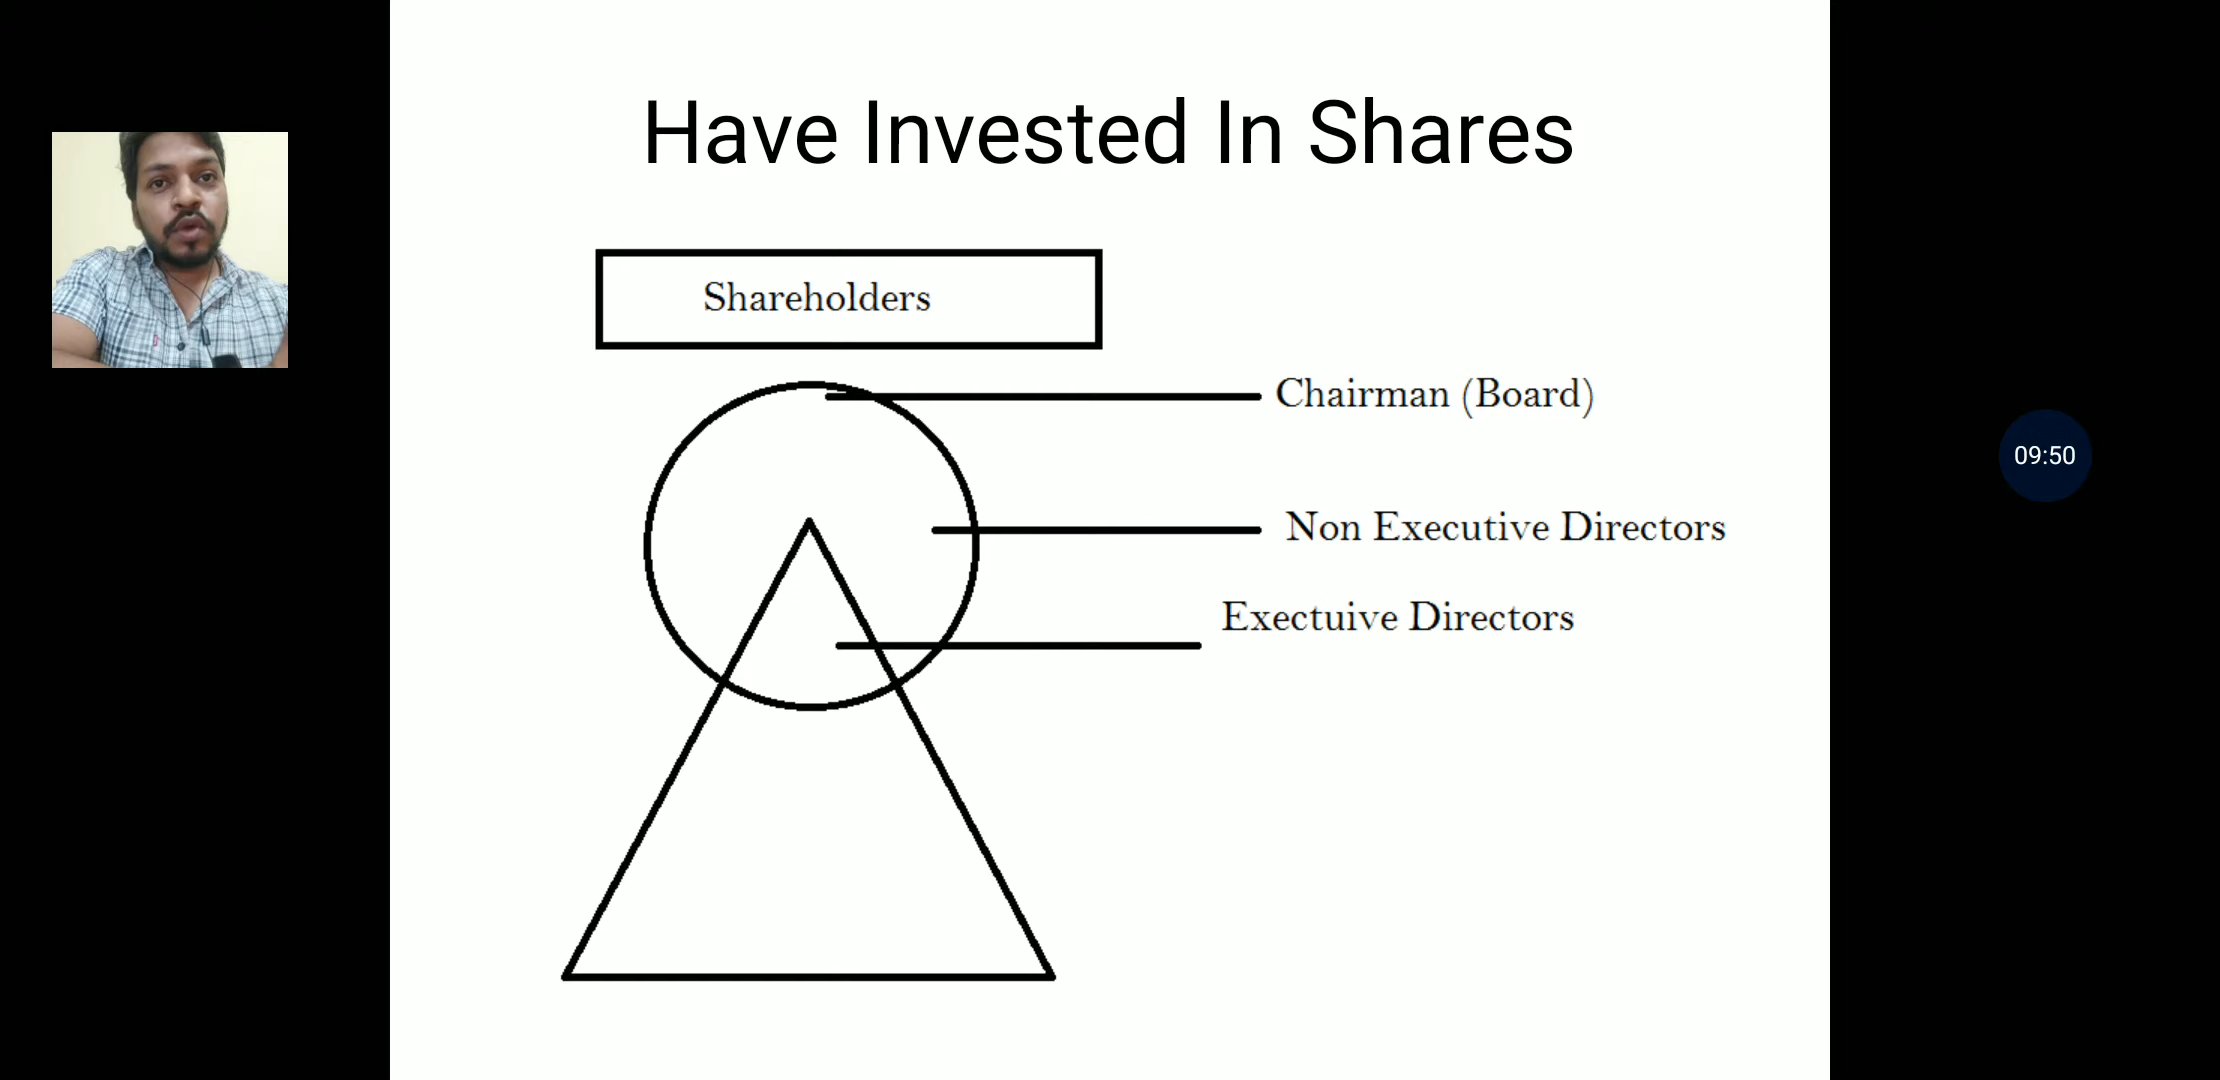 Have Invested In Shares
Shareholders
Chairman (Board)
Non Executive Directors
Exectuive Directors
09:50